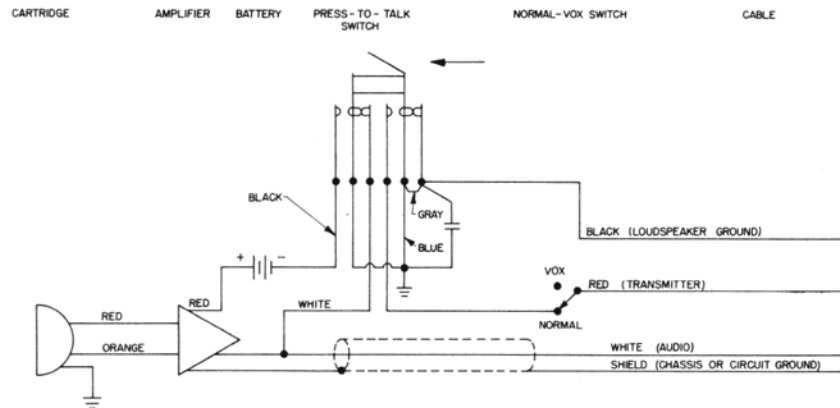 CARTRIDGE AMPLIFIER BATTERY PRESS-TO-TALK SWITCH NORMAL-VOX SWITCH CABLE
BLACK
GRAY
BLUE
BLACK (LOUDSPEAKER GROUND)
+ -
VOX
RED (TRANSMITTER)
RED
WHITE
NORMAL
RED
ORANGE
WHITE (AUDIO)
SHIELD (CHASSIS OR CIRCUIT GROUND)